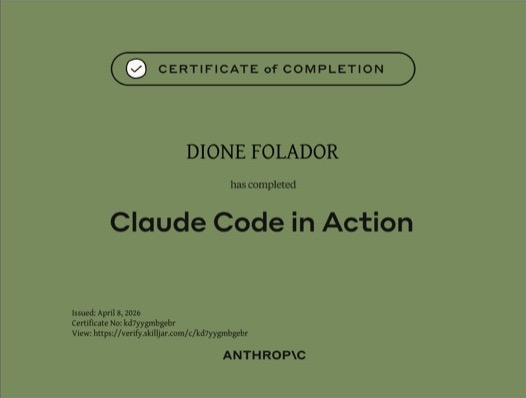 CERTIFICATE of COMPLETION
DIONE FOLADOR
has completed
Claude Code in Action
Issued: April 8, 2026
Certificate No: kd7yygmbgebr
View: https://verify.skilljar.com/c/kd7yygmbgebr
ANTHROP\C